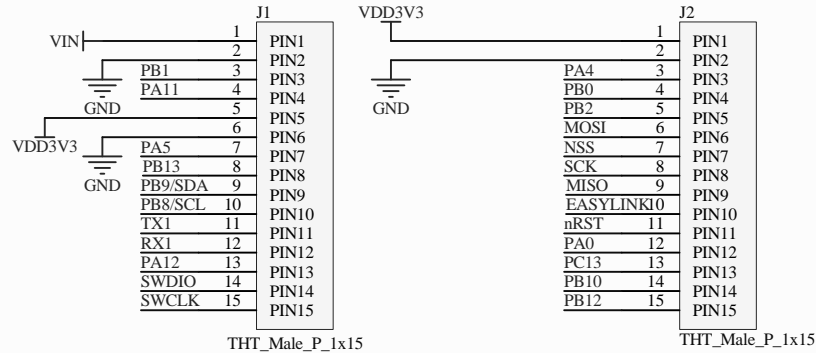 J1
VIN 1 PIN1
2 PIN2
GND
PB1 3 PIN3
PA11 4 PIN4
VDD3V3 5 PIN5
6 PIN6
GND
PA5 7 PIN7
PB13 8 PIN8
PB9/SDA 9 PIN9
PB8/SCL 10 PIN10
TX1 11 PIN11
RX1 12 PIN12
PA12 13 PIN13
SWDIO 14 PIN14
SWCLK 15 PIN15
THT_Male_P_1x15
J2
VDD3V3 1 PIN1
2 PIN2
GND
PA4 3 PIN3
PB0 4 PIN4
PB2 5 PIN5
MOSI 6 PIN6
NSS 7 PIN7
SCK 8 PIN8
MISO 9 PIN9
EASYLINK 10 PIN10
nRST 11 PIN11
PA0 12 PIN12
PC13 13 PIN13
PB10 14 PIN14
PB12 15 PIN15
THT_Male_P_1x15